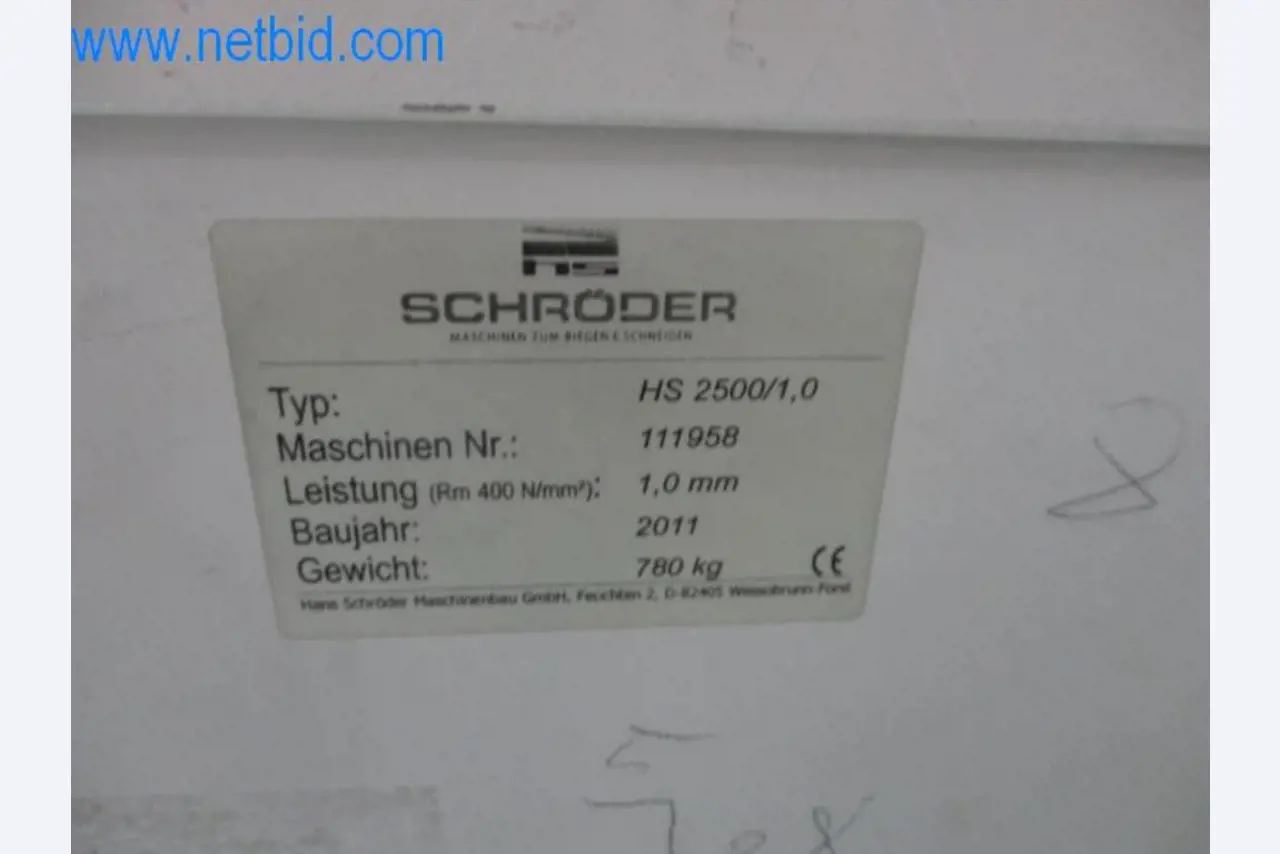 www.netbid.com
HS
SCHRÖDER
MASCHINEN ZUM BIEGEN & SCHNEIDEN
Typ: HS 2500/1,0
Maschinen Nr.: 111958
Leistung (Rm 400 N/mm²): 1,0 mm
Baujahr: 2011
Gewicht: 780 kg CE
Hans Schröder Maschinenbau GmbH, Feuchten 2, D-82405 Wessobrunn-Forst
8